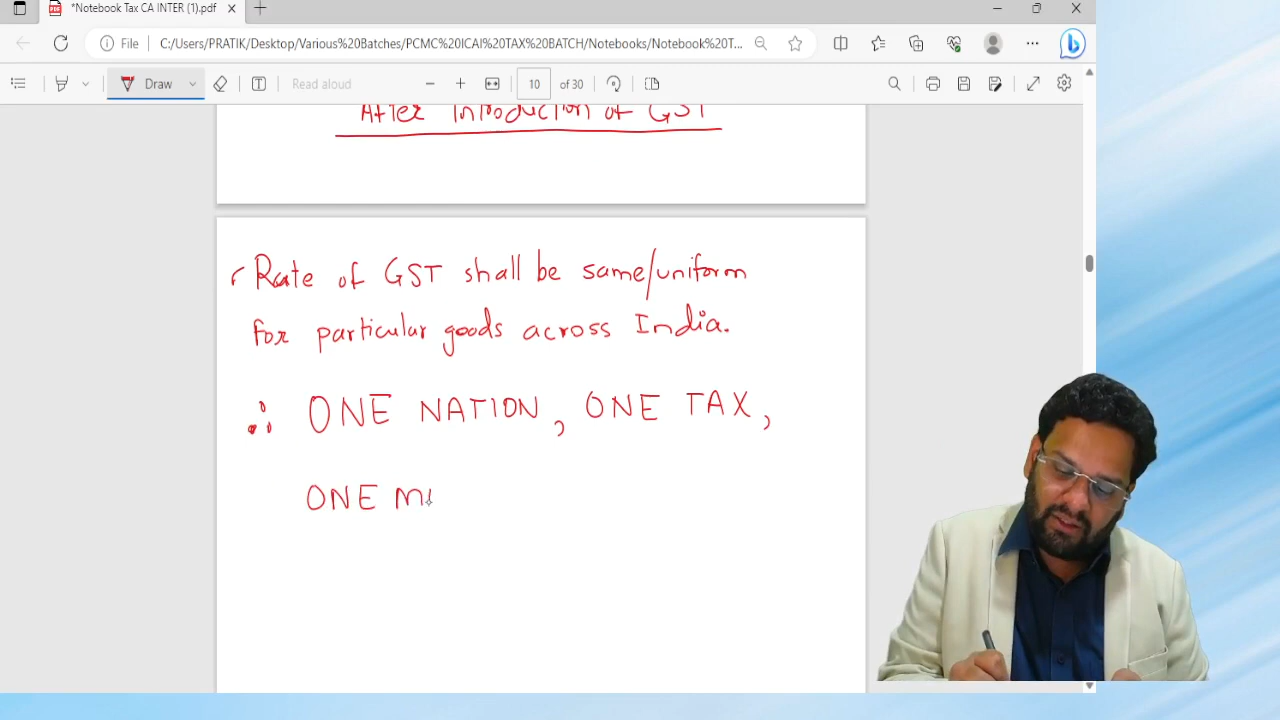 *Notebook Tax CA INTER (1).pdf
File C:/Users/PRATIK/Desktop/Various%20Batches/PCMC%20ICAI%20TAX%20BATCH/Notebooks/Notebook%20T...
Draw Read aloud 10 of 30
After Introduction of GST
Rate of GST shall be same/uniform
for particular goods across India.
∴ ONE NATION, ONE TAX,
ONE M